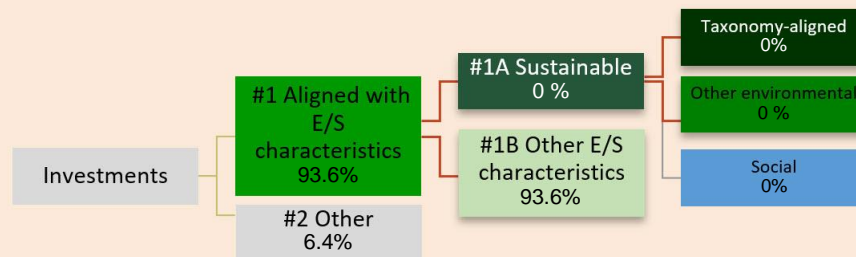 Investments
#1 Aligned with
E/S
characteristics
93.6%
#2 Other
6.4%
#1A Sustainable
0 %
#1B Other E/S
characteristics
93.6%
Taxonomy-aligned
0%
Other environmental
0 %
Social
0%